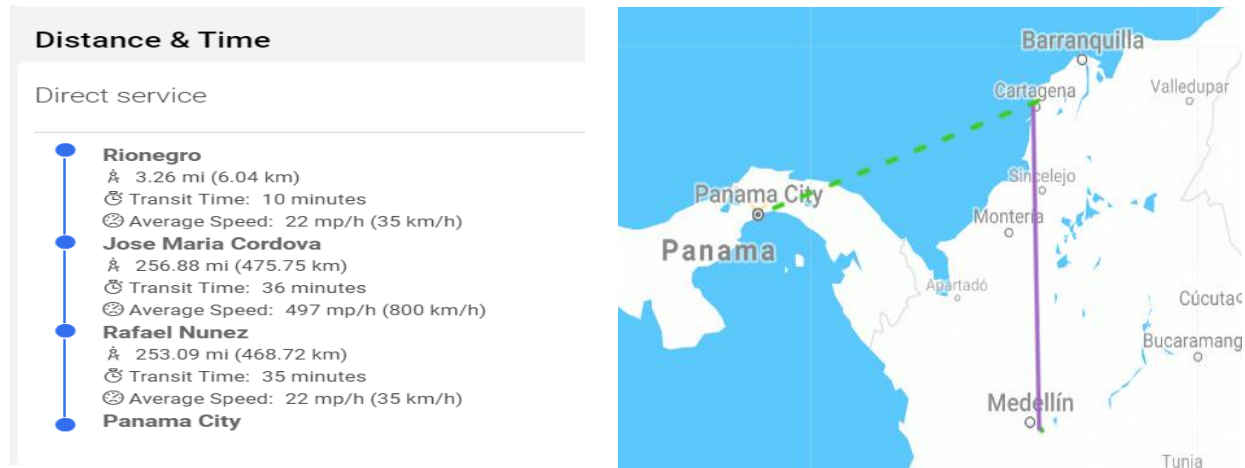 Distance & Time
Direct service
Rionegro
3.26 mi (6.04 km)
Transit Time: 10 minutes
Average Speed: 22 mp/h (35 km/h)
Jose Maria Cordova
256.88 mi (475.75 km)
Transit Time: 36 minutes
Average Speed: 497 mp/h (800 km/h)
Rafael Nunez
253.09 mi (468.72 km)
Transit Time: 35 minutes
Average Speed: 22 mp/h (35 km/h)
Panama City
Barranquilla
Cartagena
Valledupar
Sincelejo
Panama City
Montería
Panama
Apartadó
Cúcuta
Bucaramang
Medellín
Tunia